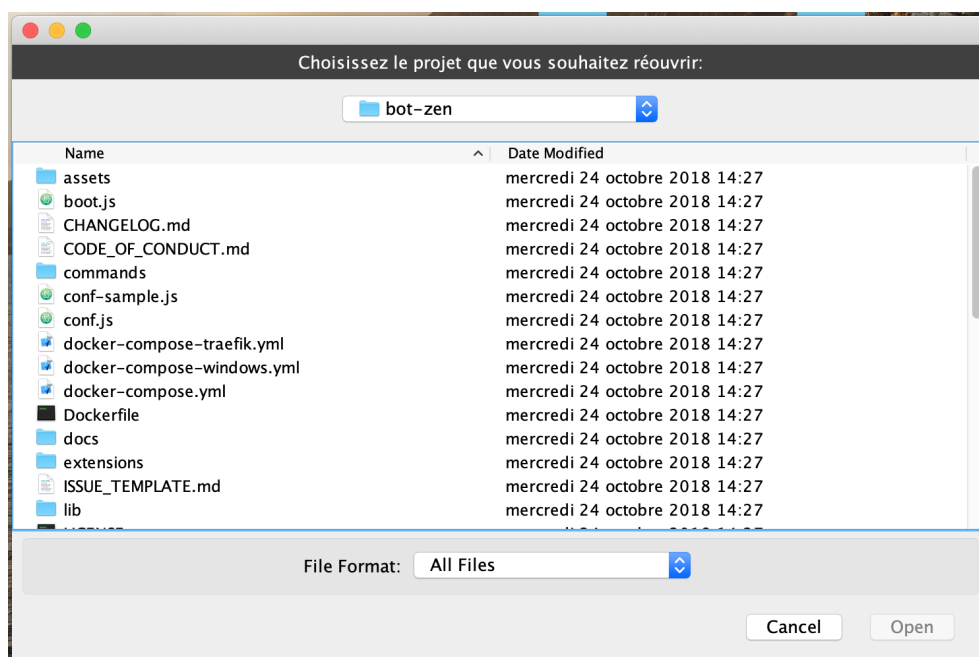 Choisissez le projet que vous souhaitez réouvrir:
bot-zen
Name Date Modified
assets mercredi 24 octobre 2018 14:27
boot.js mercredi 24 octobre 2018 14:27
CHANGELOG.md mercredi 24 octobre 2018 14:27
CODE_OF_CONDUCT.md mercredi 24 octobre 2018 14:27
commands mercredi 24 octobre 2018 14:27
conf-sample.js mercredi 24 octobre 2018 14:27
conf.js mercredi 24 octobre 2018 14:27
docker-compose-traefik.yml mercredi 24 octobre 2018 14:27
docker-compose-windows.yml mercredi 24 octobre 2018 14:27
docker-compose.yml mercredi 24 octobre 2018 14:27
Dockerfile mercredi 24 octobre 2018 14:27
docs mercredi 24 octobre 2018 14:27
extensions mercredi 24 octobre 2018 14:27
ISSUE_TEMPLATE.md mercredi 24 octobre 2018 14:27
lib mercredi 24 octobre 2018 14:27
File Format: All Files
Cancel Open